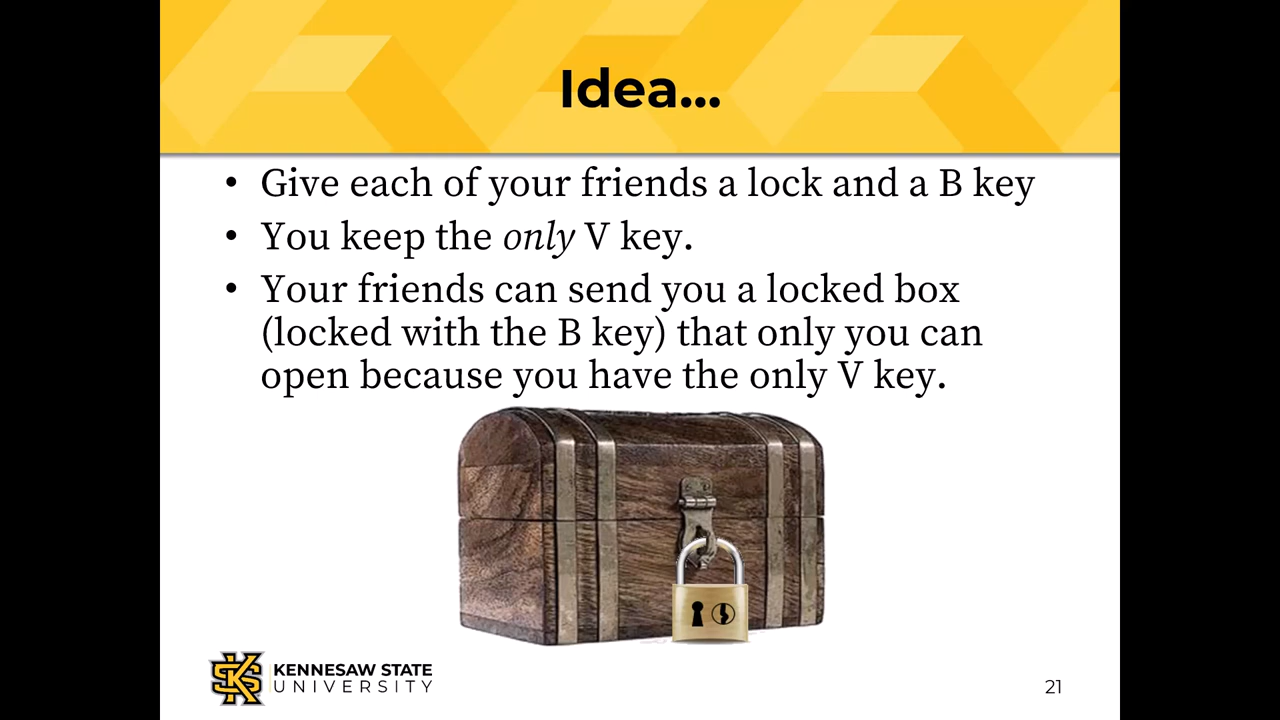 Idea...
• Give each of your friends a lock and a B key
• You keep the only V key.
• Your friends can send you a locked box
(locked with the B key) that only you can
open because you have the only V key.
KENNESAW STATE
UNIVERSITY
21